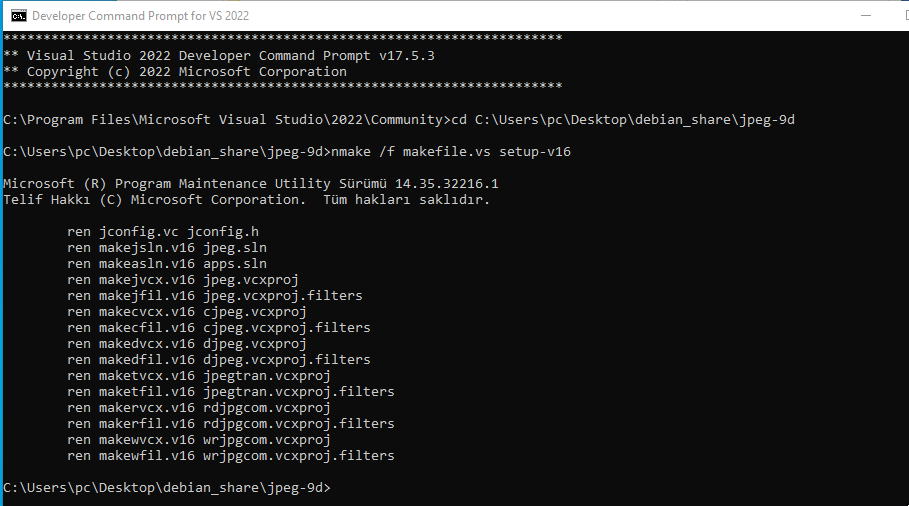 Developer Command Prompt for VS 2022
**********************************************************************
** Visual Studio 2022 Developer Command Prompt v17.5.3
** Copyright (c) 2022 Microsoft Corporation
**********************************************************************
C:\Program Files\Microsoft Visual Studio\2022\Community>cd C:\Users\pc\Desktop\debian_share\jpeg-9d
C:\Users\pc\Desktop\debian_share\jpeg-9d>nmake /f makefile.vs setup-v16
Microsoft (R) Program Maintenance Utility Sürümü 14.35.32216.1
Telif Hakkı (C) Microsoft Corporation.  Tüm hakları saklıdır.
ren jconfig.vc jconfig.h
ren makejsln.v16 jpeg.sln
ren makeasln.v16 apps.sln
ren makejvcx.v16 jpeg.vcxproj
ren makejfil.v16 jpeg.vcxproj.filters
ren makecvcx.v16 cjpeg.vcxproj
ren makecfil.v16 cjpeg.vcxproj.filters
ren makedvcx.v16 djpeg.vcxproj
ren makedfil.v16 djpeg.vcxproj.filters
ren maketvcx.v16 jpegtran.vcxproj
ren maketfil.v16 jpegtran.vcxproj.filters
ren makervcx.v16 rdjpgcom.vcxproj
ren makerfil.v16 rdjpgcom.vcxproj.filters
ren makewvcx.v16 wrjpgcom.vcxproj
ren makewfil.v16 wrjpgcom.vcxproj.filters
C:\Users\pc\Desktop\debian_share\jpeg-9d>